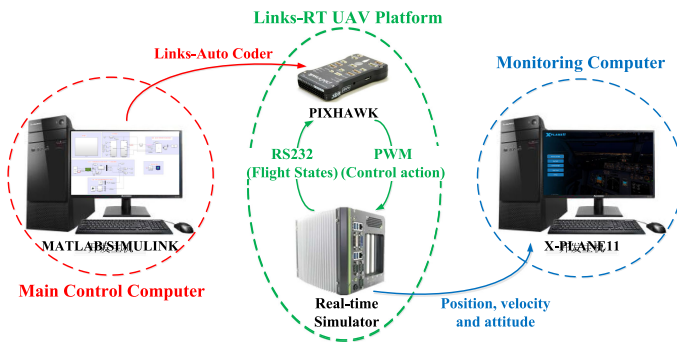 Links-RT UAV Platform
Links-Auto Coder
Monitoring Computer
PIXHAWK
RS232
(Flight States)
PWM
(Control action)
MATLAB/SIMULINK
X-PLANE11
Main Control Computer
Real-time
Simulator
Position, velocity
and attitude